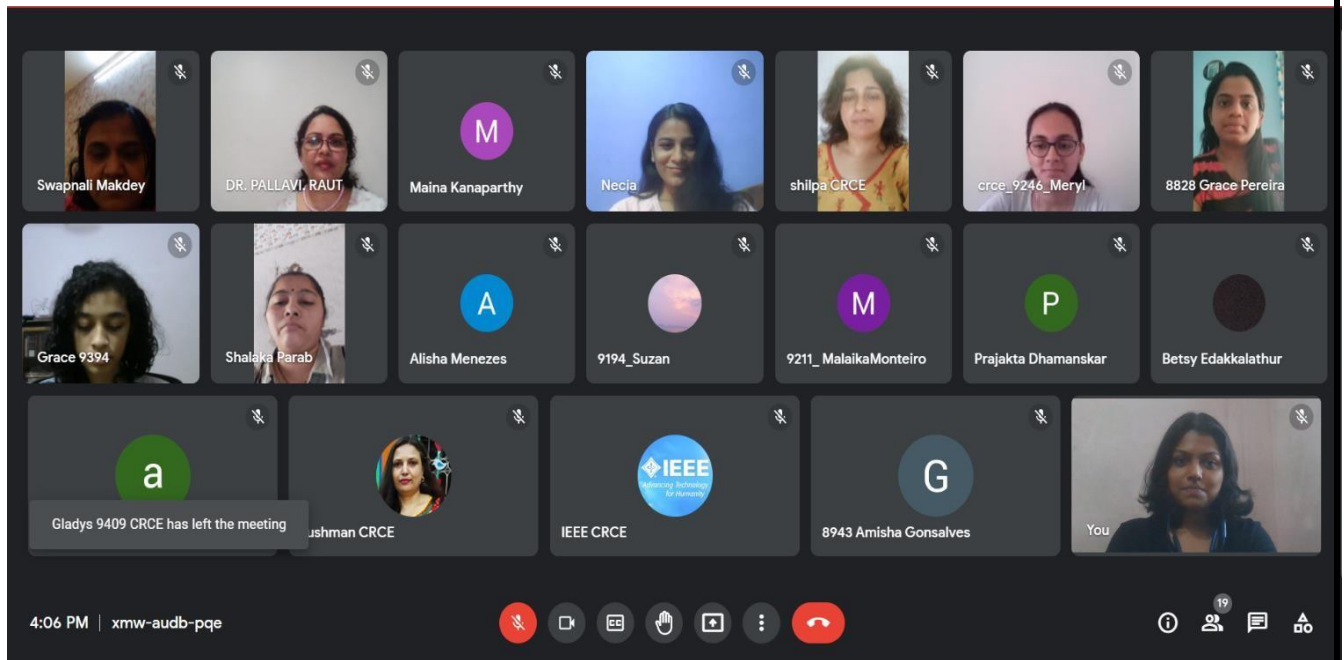 Swapnali Makdey
DR. PALLAVI. RAUT
M
Maina Kanaparthy
Necia
shilpa CRCE
crce_9246_Meryl
8828 Grace Pereira
Grace 9394
Shalaka Parab
A
Alisha Menezes
9194_Suzan
M
9211_MalaikaMonteiro
P
Prajakta Dhamanskar
Betsy Edakkalathur
a
Gladys 9409 CRCE has left the meeting
ushman CRCE
IEEE
Advancing Technology
for Humanity
IEEE CRCE
G
8943 Amisha Gonsalves
You
4:06 PM | xmw-audb-pqe
CC
19